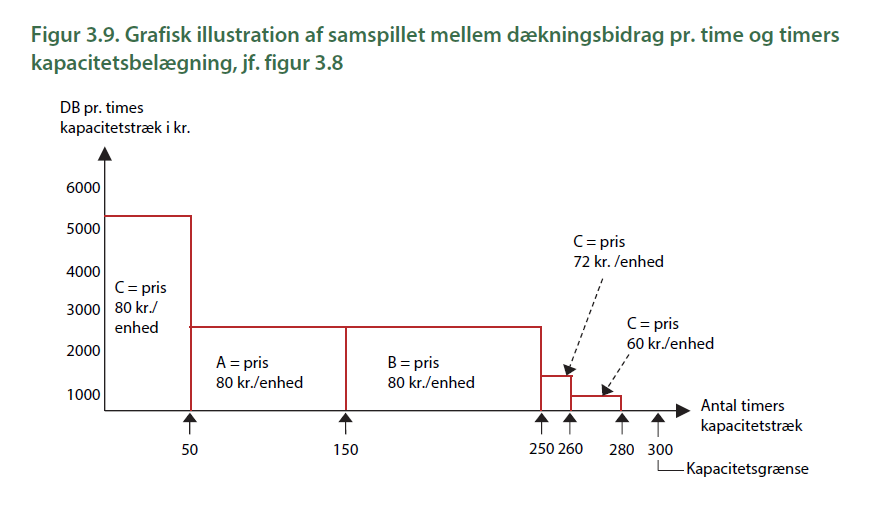 Figur 3.9. Grafisk illustration af samspillet mellem dækningsbidrag pr. time og timers
kapacitetsbelægning, jf. figur 3.8
DB pr. times
kapacitetstræk i kr.
6000
5000
4000
3000
2000
1000
C = pris
80 kr./
enhed
A = pris
80 kr./enhed
B = pris
80 kr./enhed
C = pris
72 kr. /enhed
C = pris
60 kr./enhed
Antal timers
kapacitetstræk
50
150
250
260
280
300
Kapacitetsgrænse